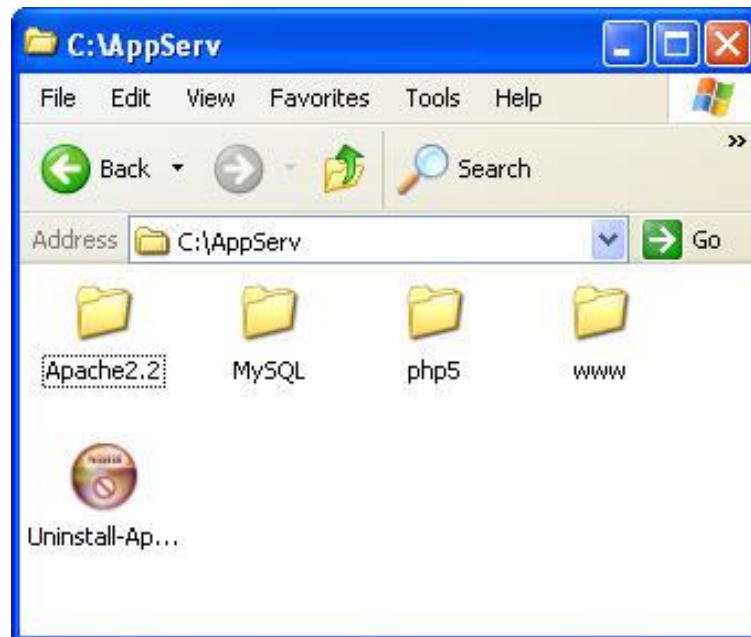 C:\AppServ
File Edit View Favorites Tools Help
Back Search »
Address C:\AppServ Go
Apache2.2 MySQL php5 www
Uninstall-Ap...